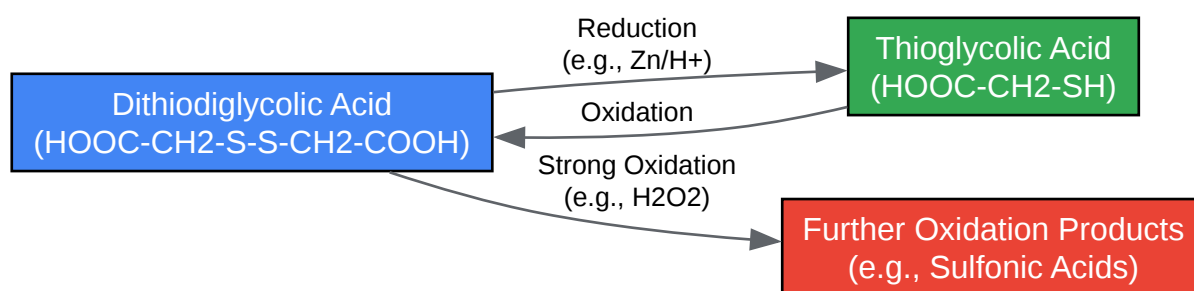 Reduction
(e.g., Zn/H+)
Thioglycolic Acid
(HOOC-CH2-SH)
Dithiodiglycolic Acid
(HOOC-CH2-S-S-CH2-COOH)
Oxidation
Strong Oxidation
(e.g., H2O2)
Further Oxidation Products
(e.g., Sulfonic Acids)